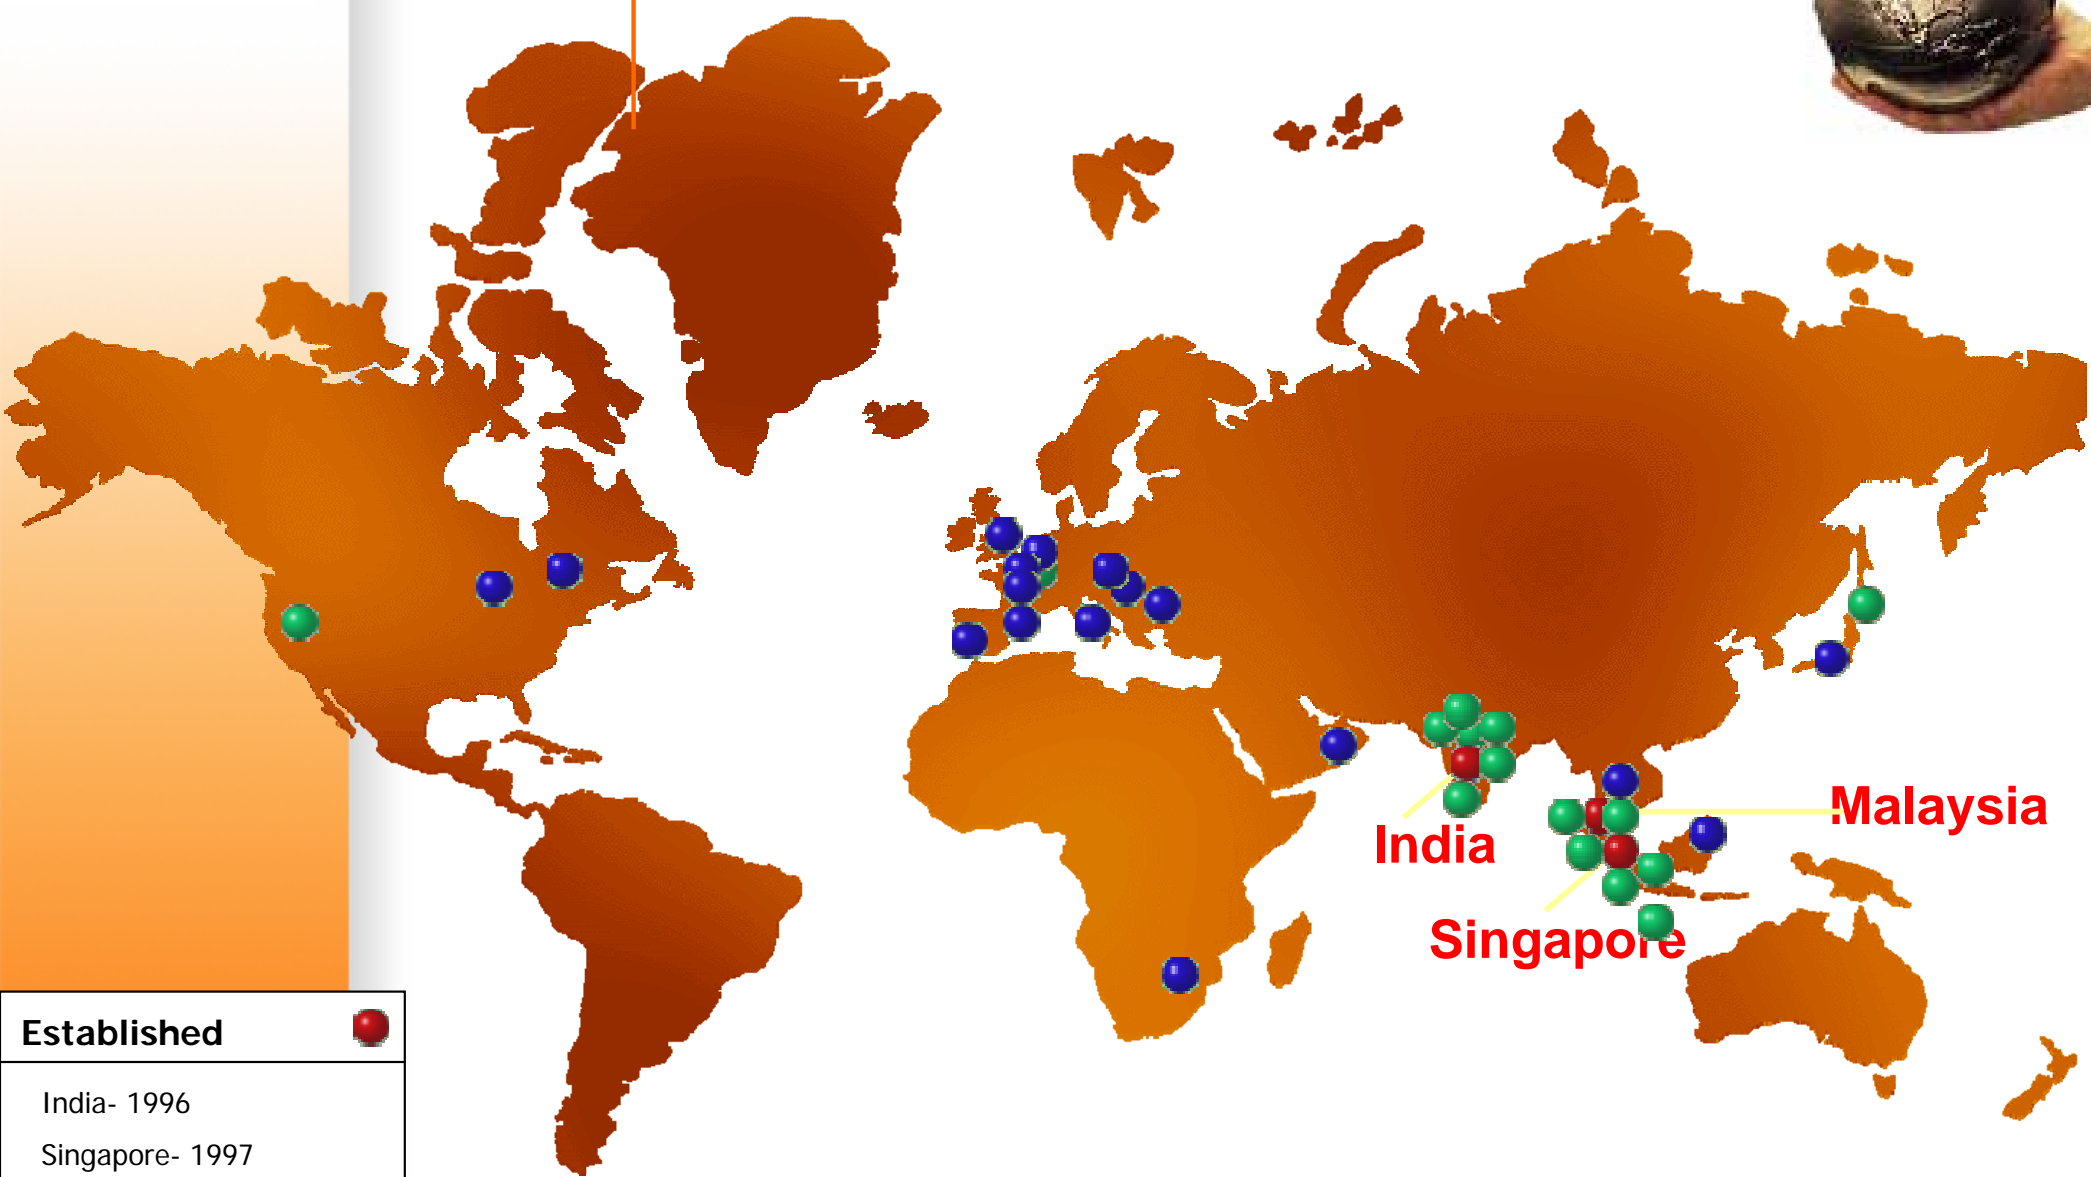 Malaysia
India
Singapore
Established
India- 1996
Singapore- 1997